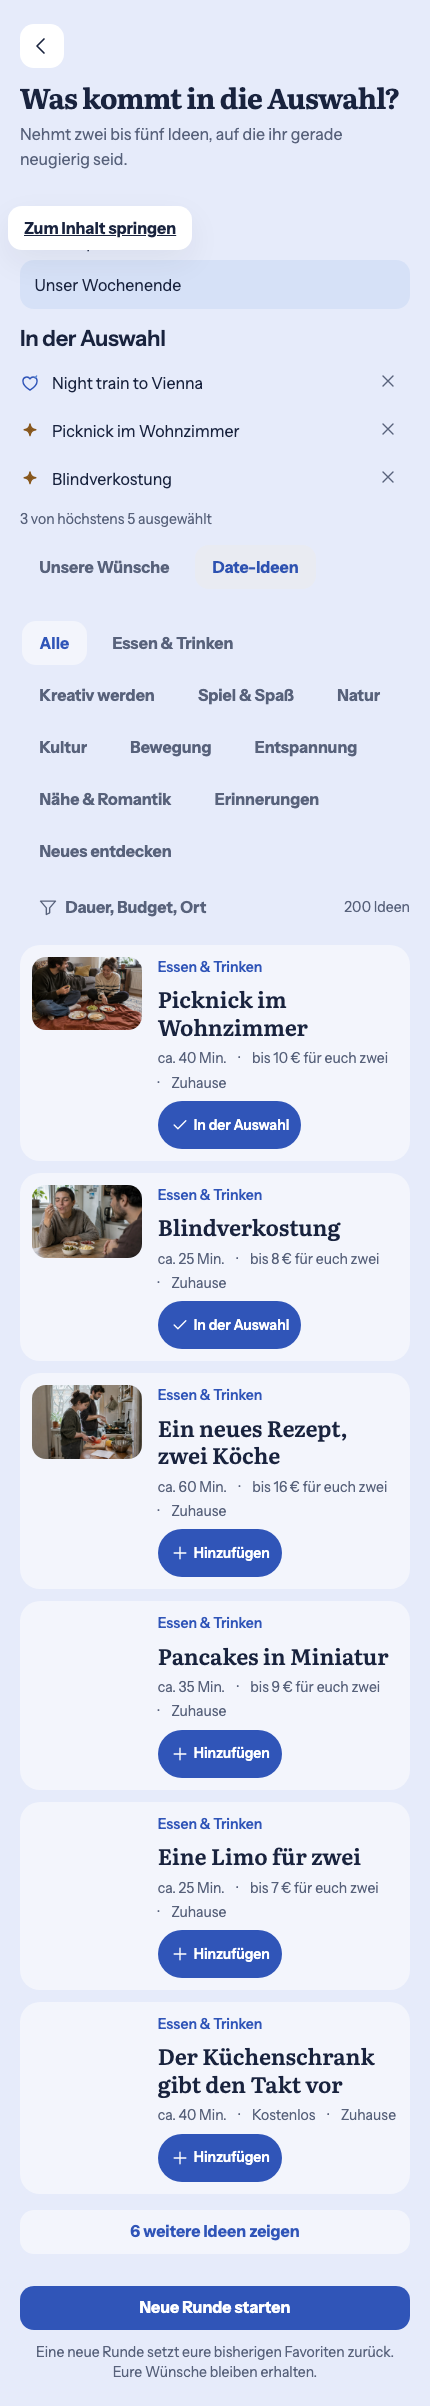 Was kommt in die Auswahl?
Nehmt zwei bis fünf Ideen, auf die ihr gerade
neugierig seid.
Zum Inhalt springen
Unser Wochenende
In der Auswahl
Night train to Vienna
Picknick im Wohnzimmer
Blindverkostung
3 von höchstens 5 ausgewählt
Unsere Wünsche Date-Ideen
Alle Essen & Trinken
Kreativ werden Spiel & Spaß Natur
Kultur Bewegung Entspannung
Nähe & Romantik Erinnerungen
Neues entdecken
Dauer, Budget, Ort 200 Ideen
Essen & Trinken
Picknick im
Wohnzimmer
ca. 40 Min. · bis 10 € für euch zwei
· Zuhause
In der Auswahl
Essen & Trinken
Blindverkostung
ca. 25 Min. · bis 8 € für euch zwei
· Zuhause
In der Auswahl
Essen & Trinken
Ein neues Rezept,
zwei Köche
ca. 60 Min. · bis 16 € für euch zwei
· Zuhause
Hinzufügen
Essen & Trinken
Pancakes in Miniatur
ca. 35 Min. · bis 9 € für euch zwei
· Zuhause
Hinzufügen
Essen & Trinken
Eine Limo für zwei
ca. 25 Min. · bis 7 € für euch zwei
· Zuhause
Hinzufügen
Essen & Trinken
Der Küchenschrank
gibt den Takt vor
ca. 40 Min. · Kostenlos · Zuhause
Hinzufügen
6 weitere Ideen zeigen
Neue Runde starten
Eine neue Runde setzt eure bisherigen Favoriten zurück.
Eure Wünsche bleiben erhalten.